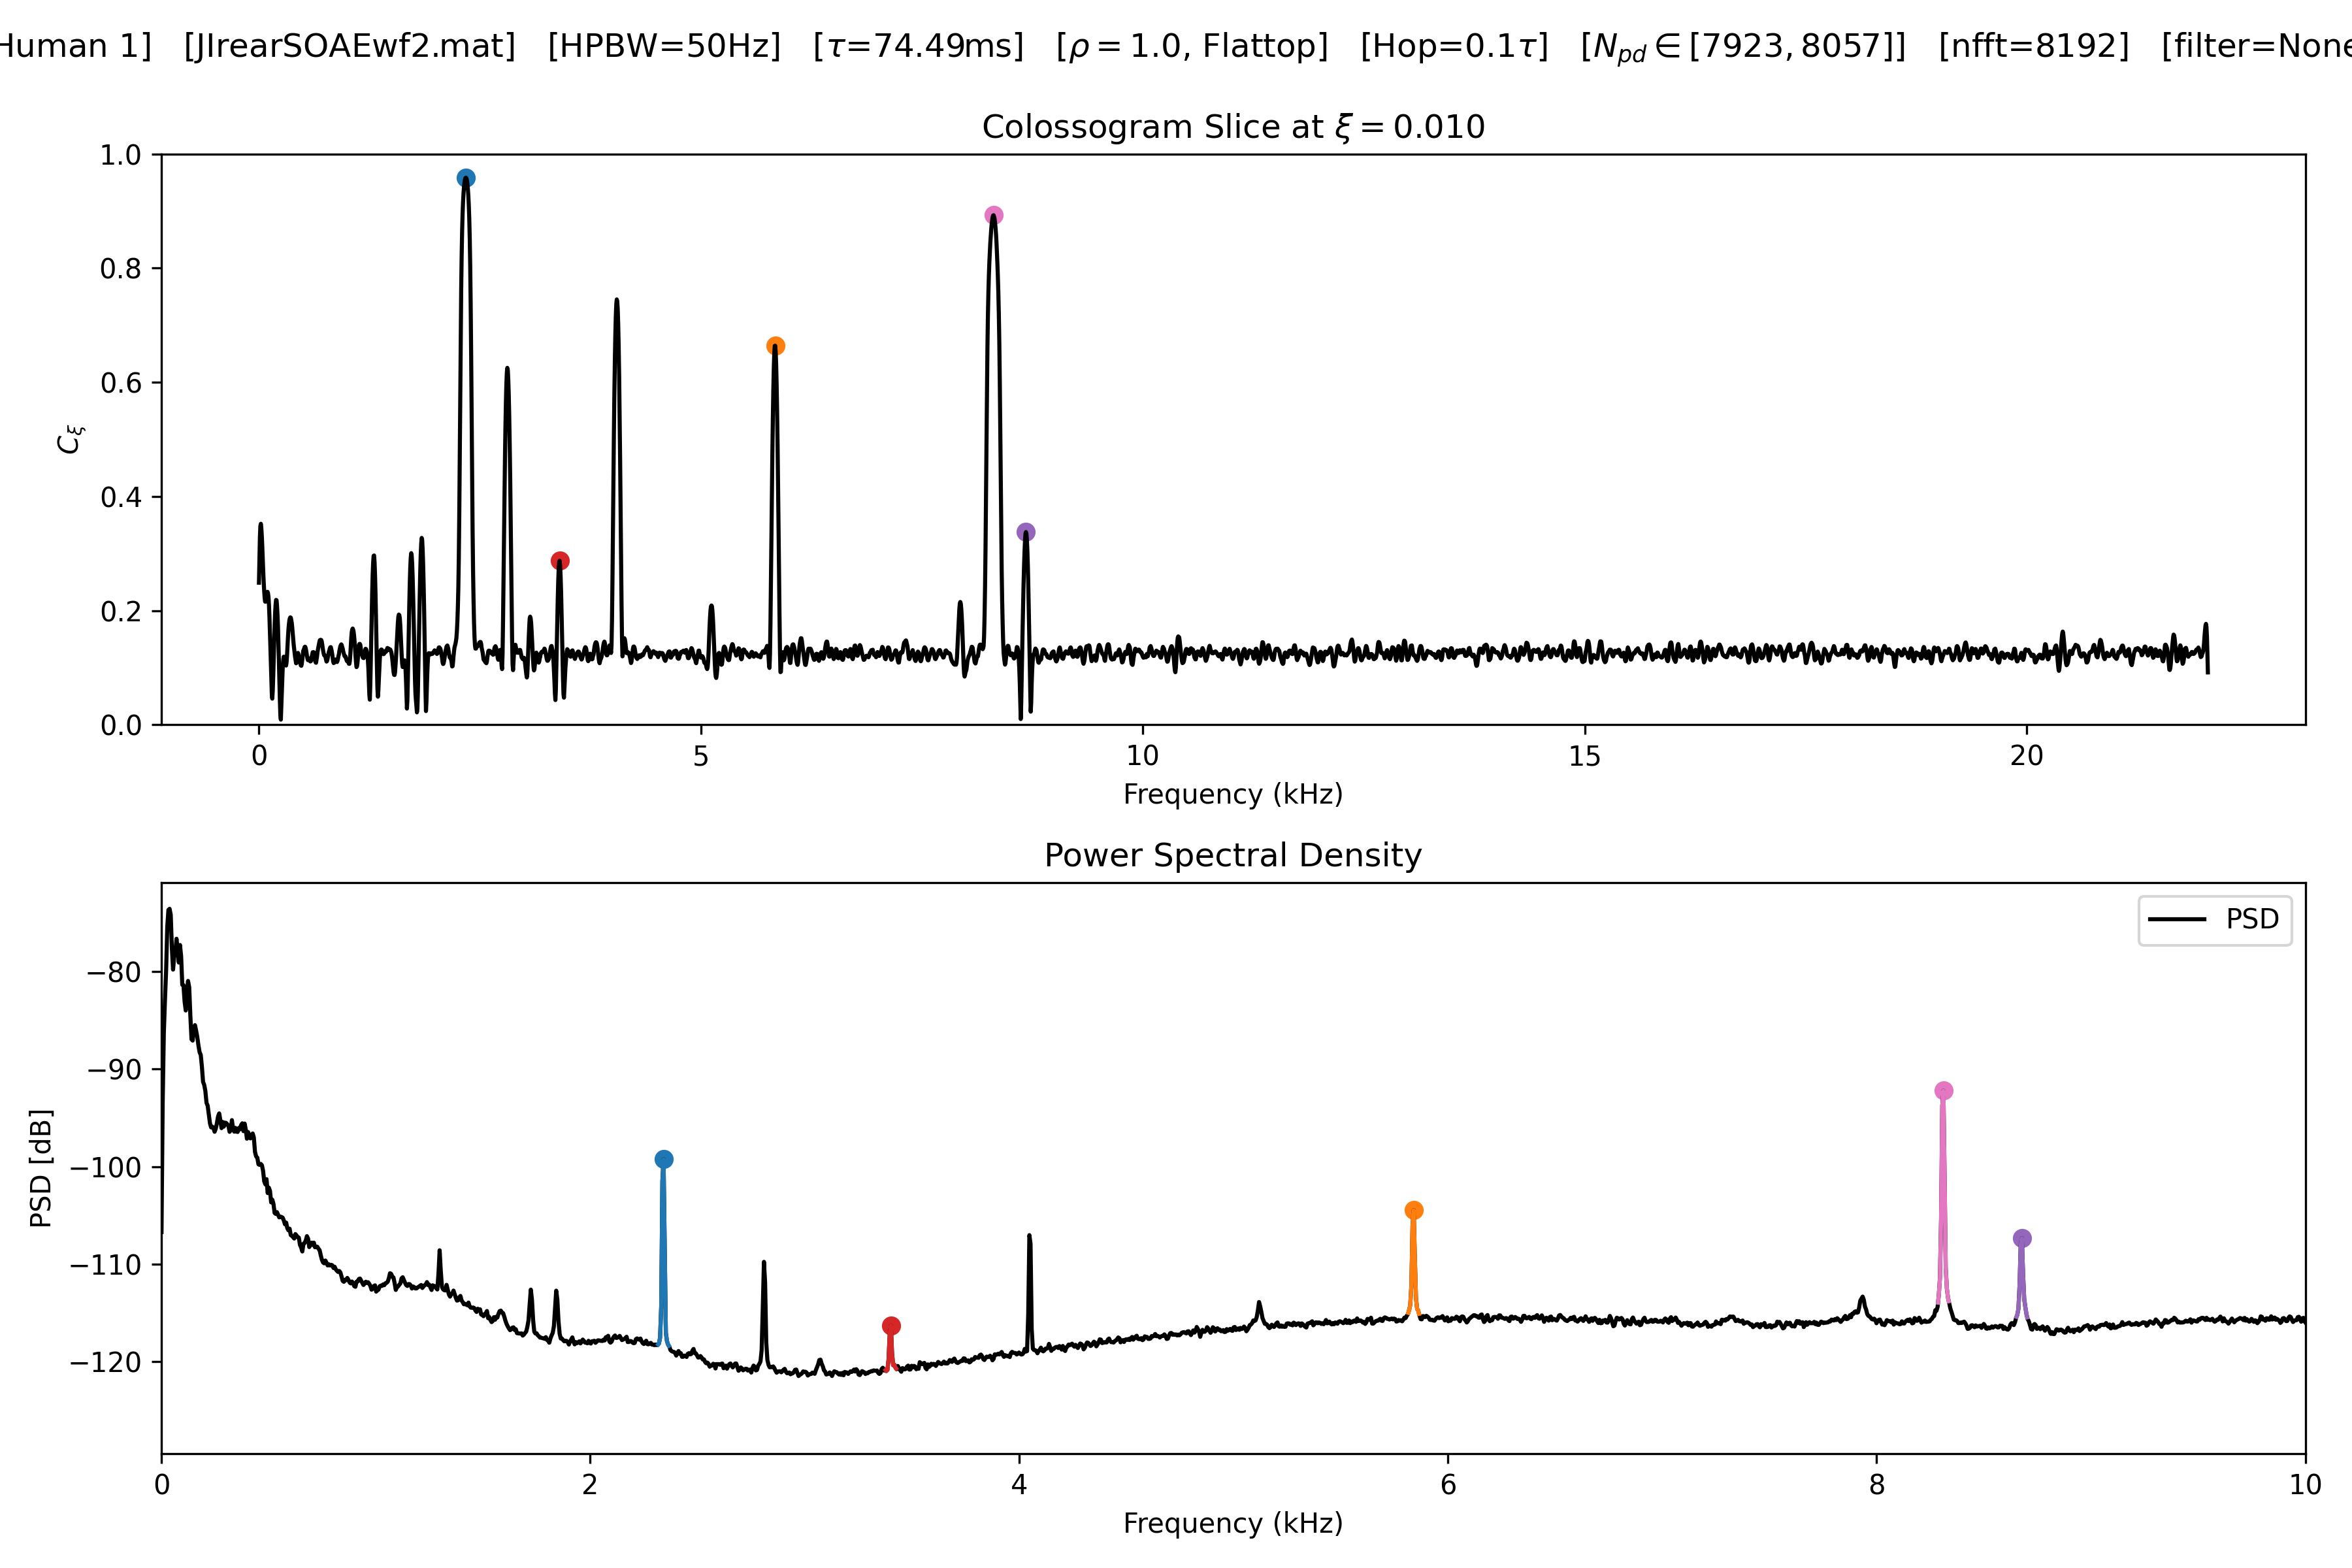 Human 1] [JIrearSOAEwf2.mat] [HPBW=50Hz] [τ=74.49ms] [ρ = 1.0, Flattop] [Hop=0.1τ] [N_pd ∈ [7923, 8057]] [nfft=8192] [filter=None
Colossogram Slice at ξ = 0.010
1.0
0.8
0.6
0.4
0.2
0.0
C_ξ
0 5 10 15 20
Frequency (kHz)
Power Spectral Density
PSD
−80
−90
−100
−110
−120
PSD [dB]
0 2 4 6 8 10
Frequency (kHz)